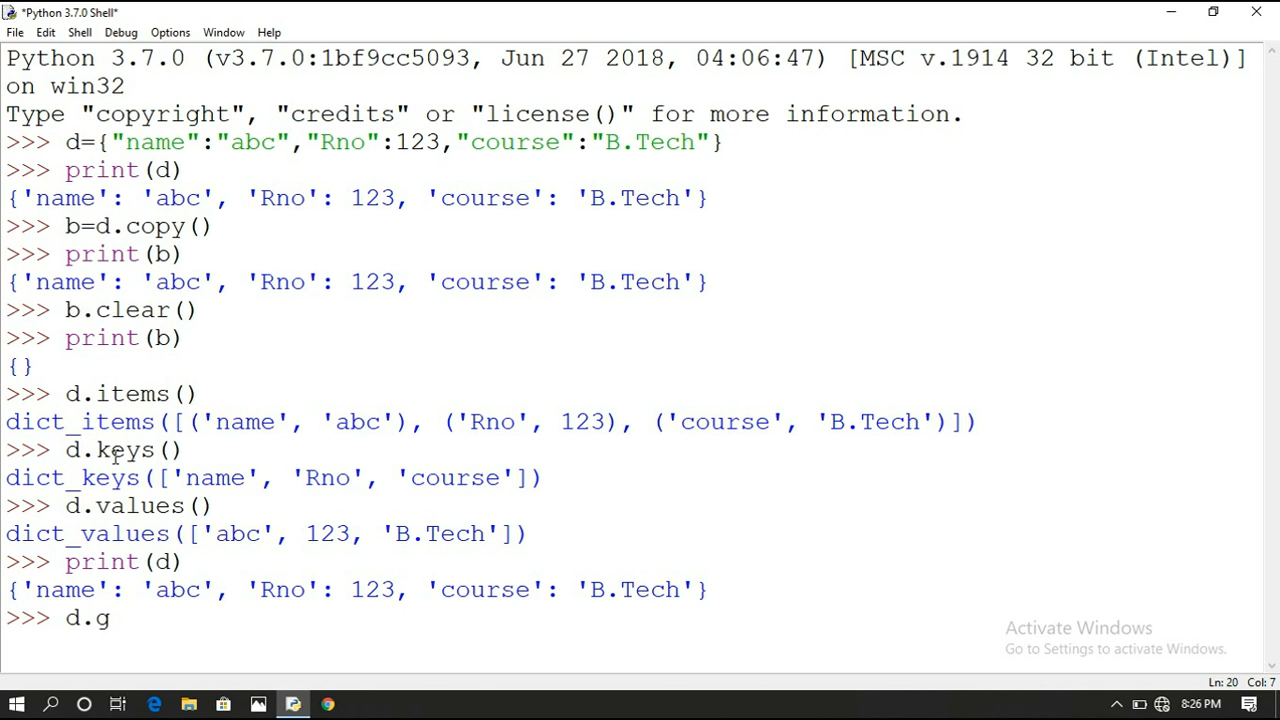 *Python 3.7.0 Shell*
File Edit Shell Debug Options Window Help
Python 3.7.0 (v3.7.0:1bf9cc5093, Jun 27 2018, 04:06:47) [MSC v.1914 32 bit (Intel)]
on win32
Type "copyright", "credits" or "license()" for more information.
>>> d={"name":"abc","Rno":123,"course":"B.Tech"}
>>> print(d)
{'name': 'abc', 'Rno': 123, 'course': 'B.Tech'}
>>> b=d.copy()
>>> print(b)
{'name': 'abc', 'Rno': 123, 'course': 'B.Tech'}
>>> b.clear()
>>> print(b)
{}
>>> d.items()
dict_items([('name', 'abc'), ('Rno', 123), ('course', 'B.Tech')])
>>> d.keys()
dict_keys(['name', 'Rno', 'course'])
>>> d.values()
dict_values(['abc', 123, 'B.Tech'])
>>> print(d)
{'name': 'abc', 'Rno': 123, 'course': 'B.Tech'}
>>> d.g
Activate Windows
Go to Settings to activate Windows.
Ln: 20 Col: 7
8:26 PM